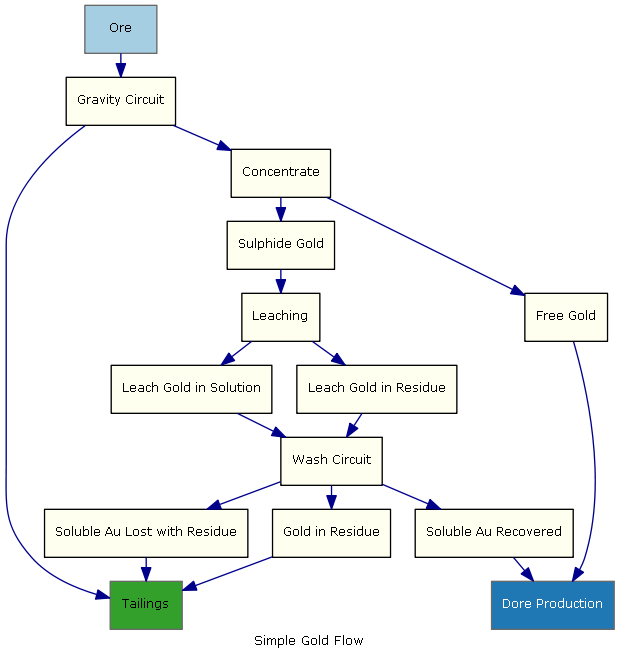 Ore
Gravity Circuit
Concentrate
Sulphide Gold
Leaching
Free Gold
Leach Gold in Solution
Leach Gold in Residue
Wash Circuit
Soluble Au Lost with Residue
Gold in Residue
Soluble Au Recovered
Tailings
Dore Production
Simple Gold Flow